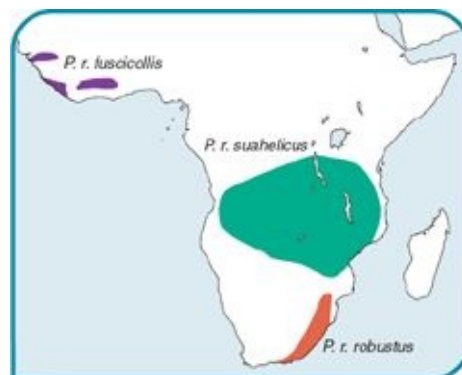 P. r. fuscicollis
P. r. suahelicus
P. r. robustus